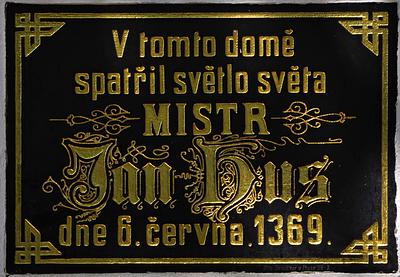 V tomto domě
spatřil světlo světa
MISTR
Jan Hus
dne 6. června. 1369.